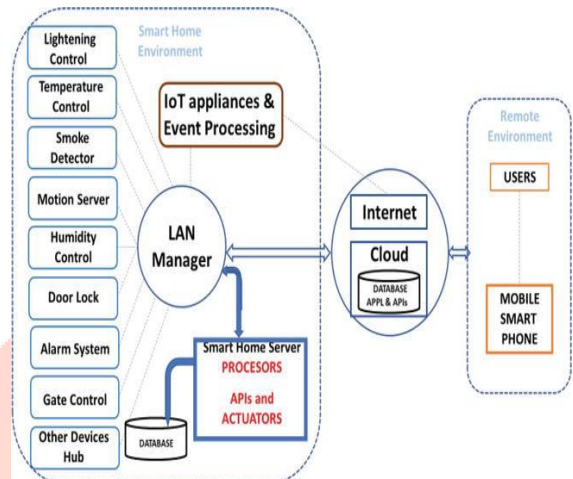 Smart Home
Environment
Lightening
Control
Temperature
Control
Smoke
Detector
Motion Server
Humidity
Control
Door Lock
Alarm System
Gate Control
Other Devices
Hub
IoT appliances &
Event Processing
LAN
Manager
Smart Home Server
PROCESORS
APIs and
ACTUATORS
DATABASE
Internet
Cloud
DATABASE
APPL & APIs
Remote
Environment
USERS
MOBILE
SMART
PHONE